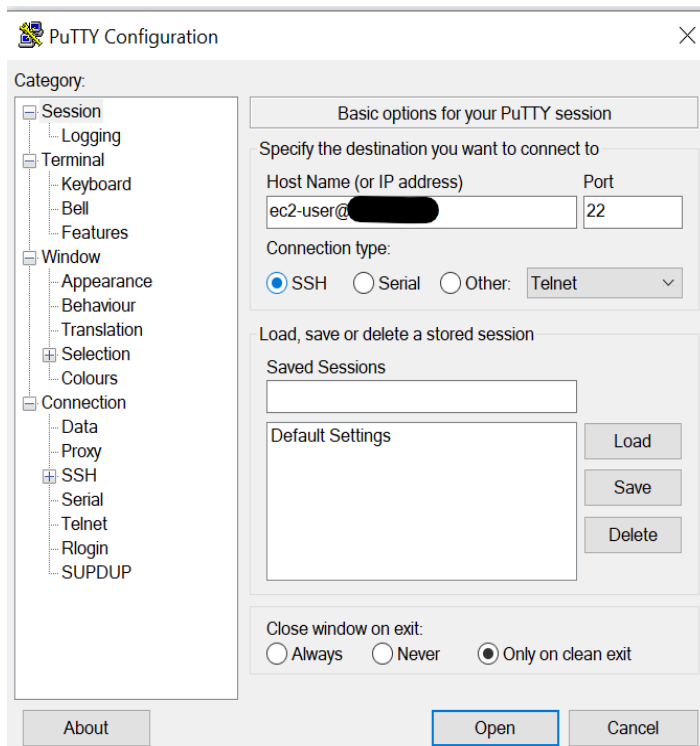 PuTTY Configuration
Category:
Session
Logging
Terminal
Keyboard
Bell
Features
Window
Appearance
Behaviour
Translation
Selection
Colours
Connection
Data
Proxy
SSH
Serial
Telnet
Rlogin
SUPDUP
Basic options for your PuTTY session
Specify the destination you want to connect to
Host Name (or IP address) Port
ec2-user@ 22
Connection type:
SSH Serial Other: Telnet
Load, save or delete a stored session
Saved Sessions
Default Settings
Load
Save
Delete
Close window on exit:
Always Never Only on clean exit
About Open Cancel